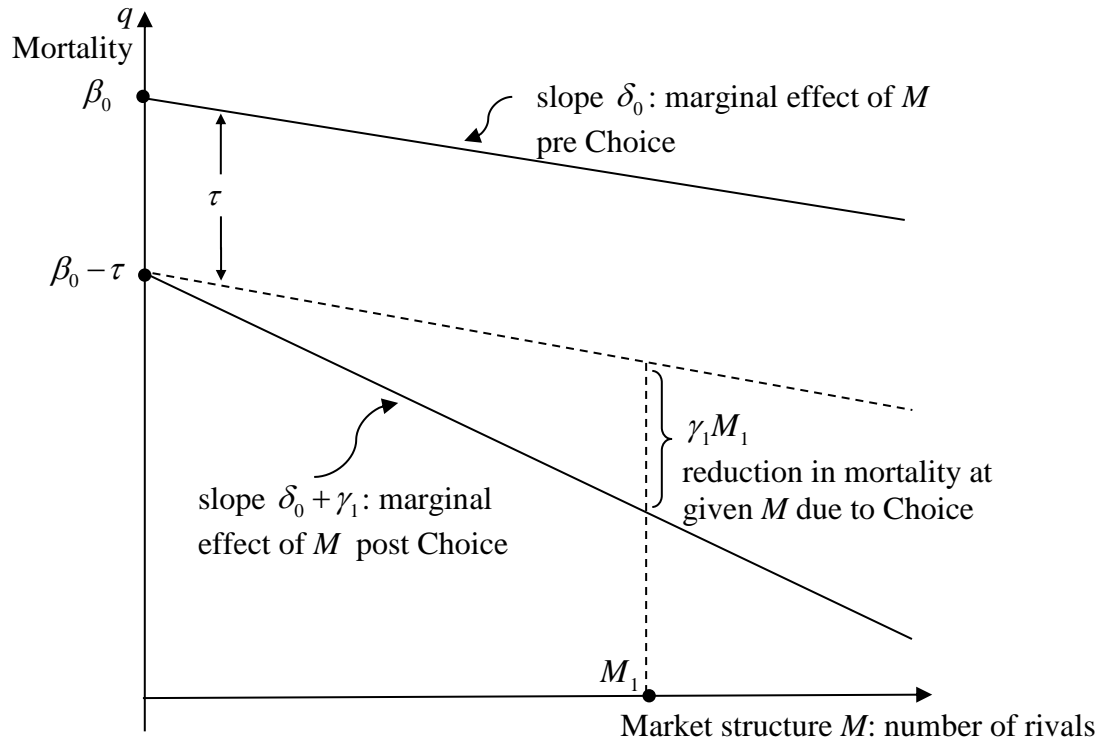 q
Mortality
β₀
slope δ₀: marginal effect of M
pre Choice
τ
β₀ − τ
γ₁M₁
reduction in mortality at
given M due to Choice
slope δ₀ + γ₁: marginal
effect of M post Choice
M₁
Market structure M: number of rivals